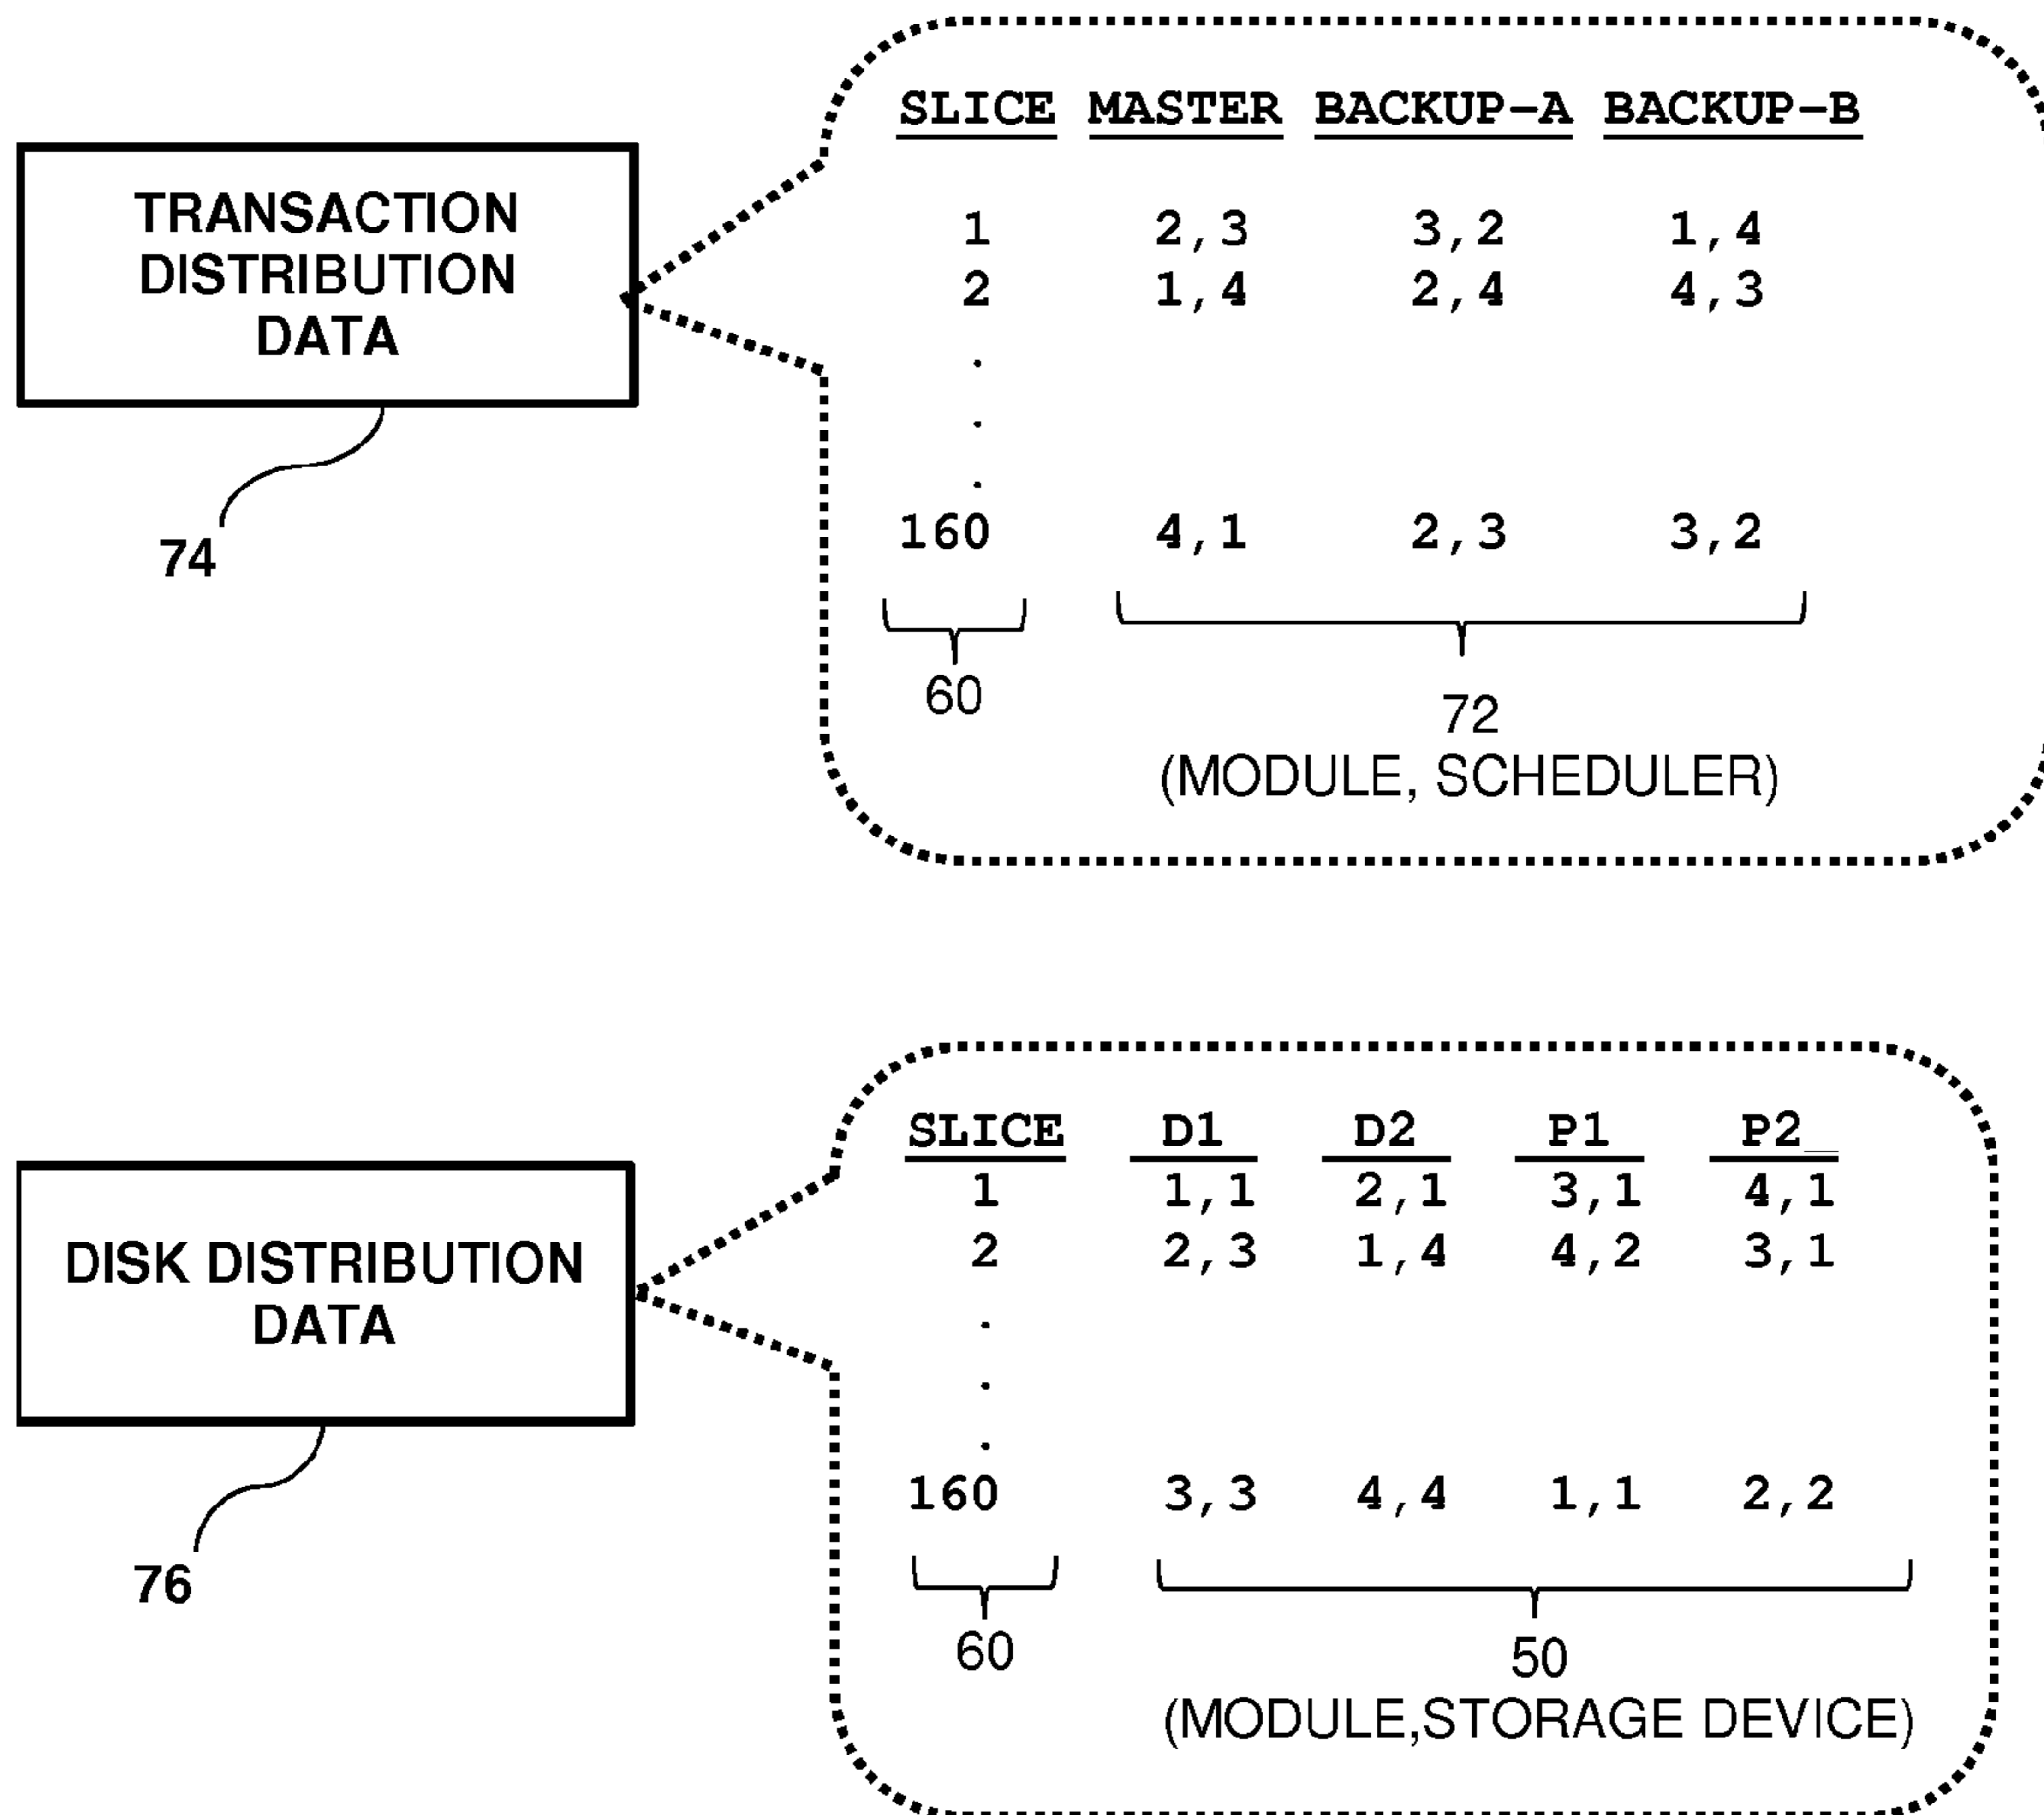 SLICE MASTER BACKUP-A BACKUP-B
TRANSACTION
DISTRIBUTION
DATA
1 2,3 3,2 1,4
2 1,4 2,4 4,3
.
.
.
160 4,1 2,3 3,2
74
60
72
(MODULE, SCHEDULER)
SLICE D1 D2 P1 P2_
1 1,1 2,1 3,1 4,1
2 2,3 1,4 4,2 3,1
DISK DISTRIBUTION
DATA
.
.
.
160 3,3 4,4 1,1 2,2
76
60
50
(MODULE,STORAGE DEVICE)